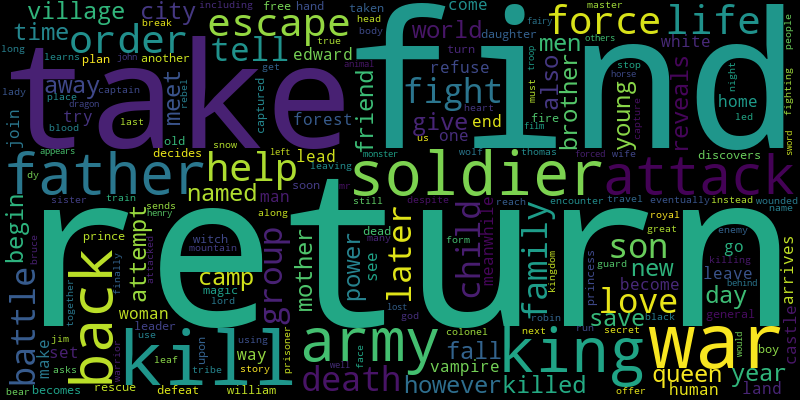 village
city
escape
come
free
hand
taken
head
including
break
force
life
master
fairy
time
order
tell
world
daughter
body
true
turn
men
white
others
people
long
learns
john
plan
another
edward
take
find
away
meet
rebel
get
captured
friend
refuse
fight
animal
also
brother
young
stop
horse
home
reveals
lady
place
captain
dragon
try
forest
give
end
heart
troop
must
fire
capture
night
led
fighting
sword
join
blood
last
old
snow
one
us
film
discovers
appears
father
decides
help
left
lead
leaving
monster
soldier
wolf
thomas
forced
wife
attack
dy
sister
train
named
man
soon
mr
still
despite
reach
encounter
travel
eventually
instead
wounded
name
begin
sends
henry
along
return
prince
bruce
finally
together
attempt
attacked
witch
mountain
group
mother
dead
many
power
see
later
form
child
meanwhile
family
kingdom
princess
royal
great
enemy
son
guard
killing
go
behind
battle
back
camp
magic
lord
lost
god
new
become
leave
castle
arrives
woman
leader
use
warrior
upon
using
prisoner
love
day
save
black
general
robin
run
secret
next
colonel
jim
set
make
asks
leaf
tribe
kill
way
story
army
face
well
fall
vampire
king
war
would
boy
queen
year
bear
becomes
rescue
defeat
william
death
however
killed
offer
human
land
her